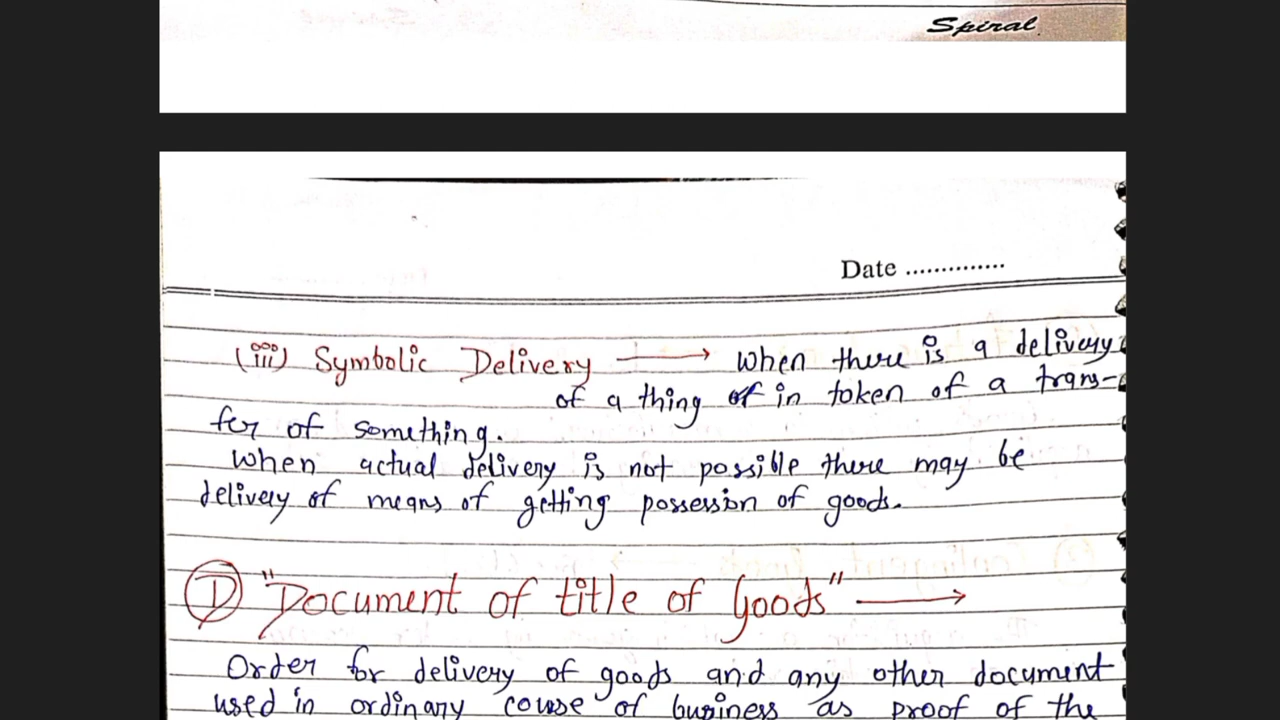 Spiral
Date ..............
(iii) Symbolic Delivery → when there is a delivery
of a thing in token of a trans-
fer of something.
When actual delivery is not possible there may be
delivery of means of getting possession of goods.
D "Document of title of Goods" →
Order for delivery of goods and any other document
used in ordinary course of business as proof of the